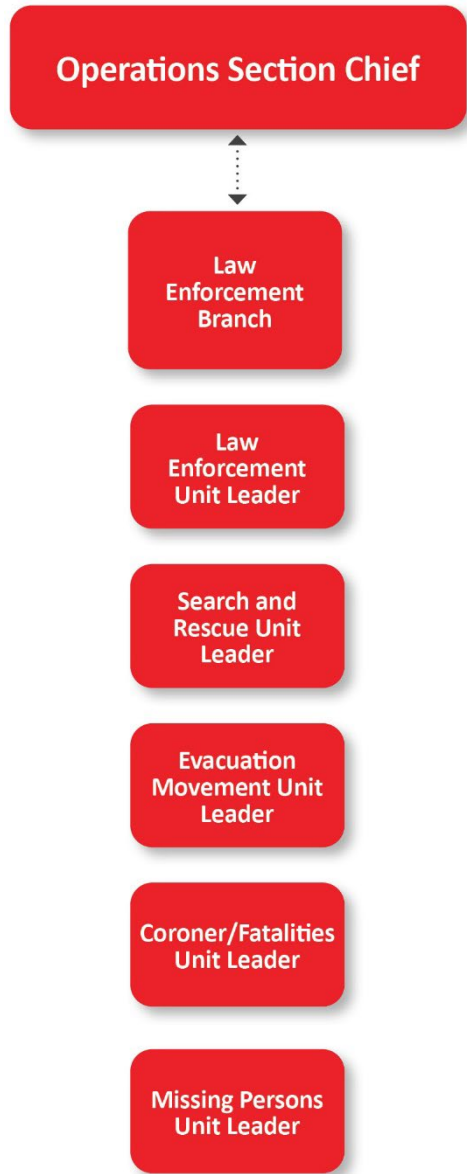 Operations Section Chief
Law
Enforcement
Branch
Law
Enforcement
Unit Leader
Search and
Rescue Unit
Leader
Evacuation
Movement Unit
Leader
Coroner/Fatalities
Unit Leader
Missing Persons
Unit Leader